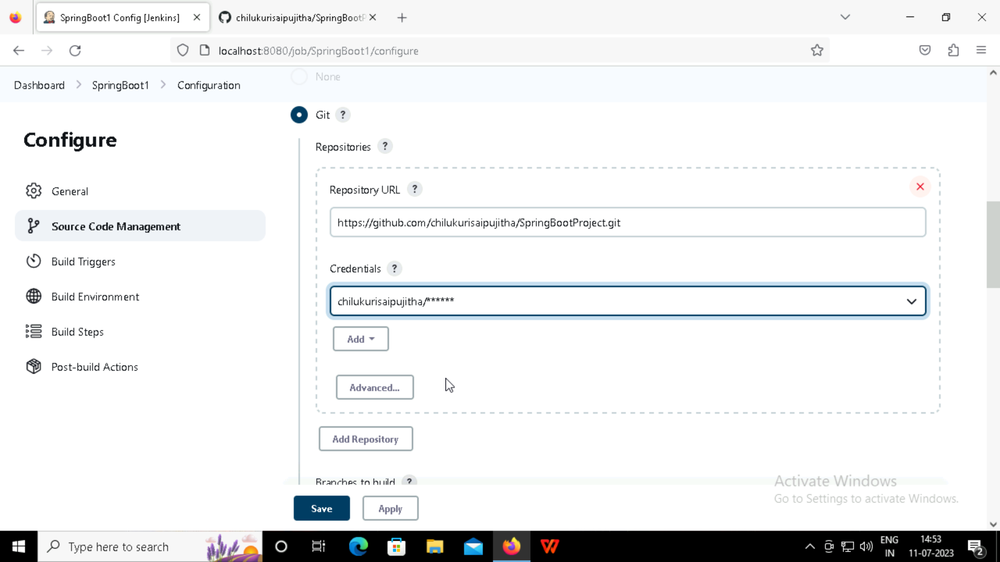 SpringBoot1 Config [Jenkins]
chilukurisaipujitha/SpringBootP
localhost:8080/job/SpringBoot1/configure
Dashboard > SpringBoot1 > Configuration
None
Git ?
Configure
Repositories ?
General
Repository URL ?
Source Code Management
https://github.com/chilukurisaipujitha/SpringBootProject.git
Build Triggers
Credentials ?
Build Environment
chilukurisaipujitha/******
Build Steps
Add
Post-build Actions
Advanced...
Add Repository
Branches to build ?
Activate Windows
Go to Settings to activate Windows.
Save
Apply
Type here to search
ENG
IN
14:53
11-07-2023
2